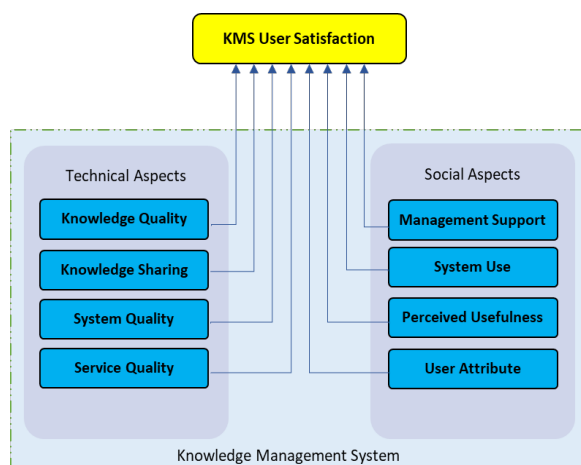 KMS User Satisfaction
Technical Aspects
Knowledge Quality
Knowledge Sharing
System Quality
Service Quality
Social Aspects
Management Support
System Use
Perceived Usefulness
User Attribute
Knowledge Management System